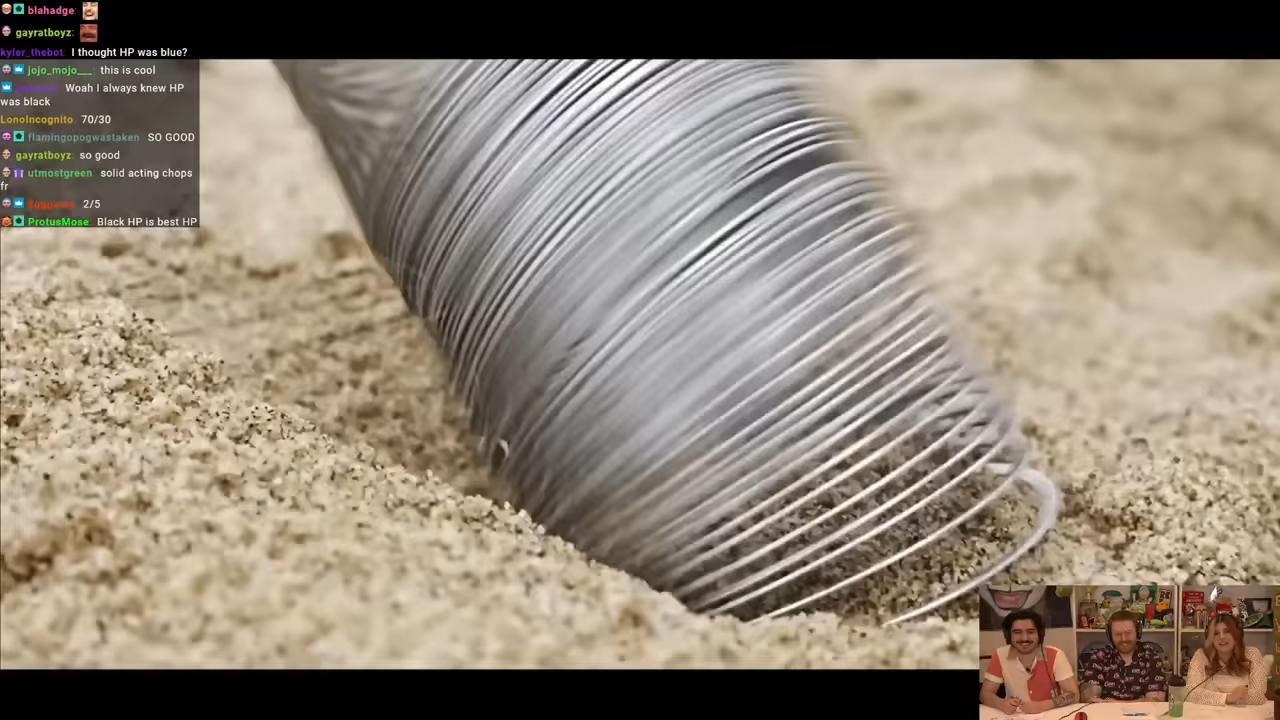 blahadge:
gayratboyz:
kyler_thebot: I thought HP was blue?
jojo_mojo___ this is cool
Woah I always knew HP
was black
LonoIncognito 70/30
flamingopogwastaken SO GOOD
gayratboyz: so good
utmostgreen solid acting chops
fr
2/5
ProtusMose: Black HP is best HP